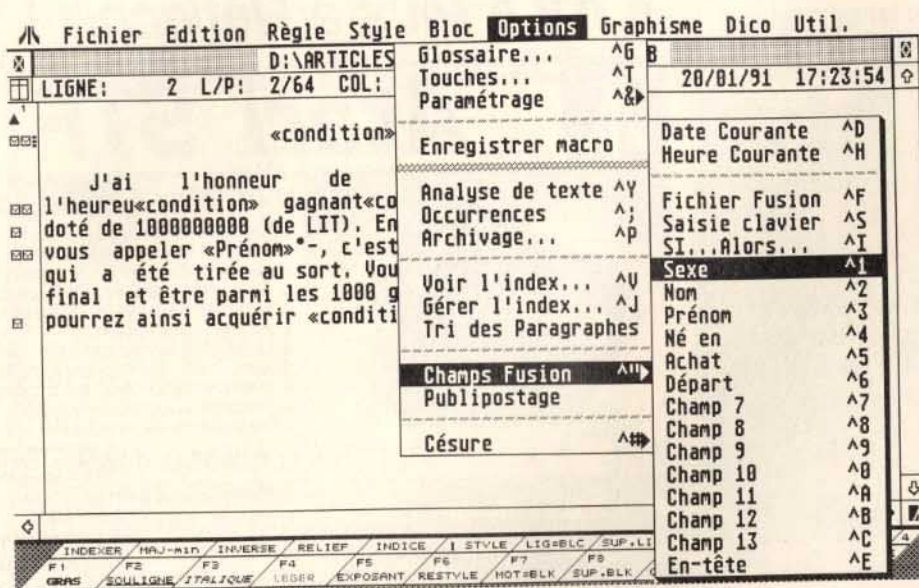 Fichier Edition Règle Style Bloc Options Graphisme Dico Util.
D:\ARTICLES B
LIGNE: 2 L/P: 2/64 COL: 20/01/91 17:23:54
«condition»
J'ai l'honneur de
l'heureu«condition» gagnant«co
doté de 1000000000 (de LIT). En
vous appeler «Prénom»*-, c'est
qui a été tirée au sort. Vou
final et être parmi les 1000 g
pourrez ainsi acquérir «conditi
Glossaire... ^G
Touches... ^T
Paramétrage ^&
Enregistrer macro
Analyse de texte ^Y
Occurrences ^;
Archivage... ^P
Voir l'index... ^V
Gérer l'index... ^J
Tri des Paragraphes
Champs Fusion ^"
Publipostage
Césure ^#
Date Courante ^D
Heure Courante ^H
Fichier Fusion ^F
Saisie clavier ^S
SI...Alors... ^I
Sexe ^1
Nom ^2
Prénom ^3
Né en ^4
Achat ^5
Départ ^6
Champ 7 ^7
Champ 8 ^8
Champ 9 ^9
Champ 10 ^0
Champ 11 ^A
Champ 12 ^B
Champ 13 ^C
En-tête ^E
INDEXER MAJ-min INVERSE RELIEF INDICE | STYLE LIG=BLC SUP.LI
F1 F2 F3 F4 F5 F6 F7 F8
GRAS SOULIGNE ITALIQUE LEGER EXPOSANT RESTYLE MOT=BLK SUP.BLK